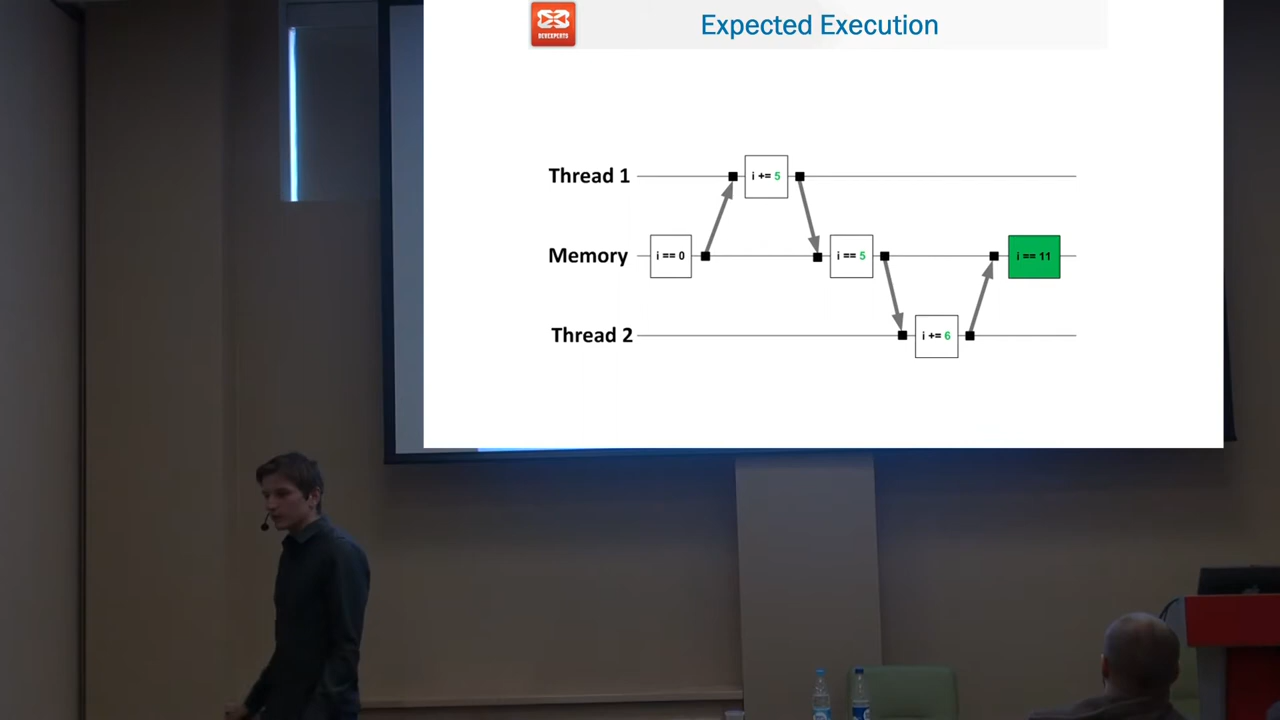 DEVEXPERTS
Expected Execution
Thread 1
i += 5
Memory
i == 0
i == 5
i == 11
Thread 2
i += 6